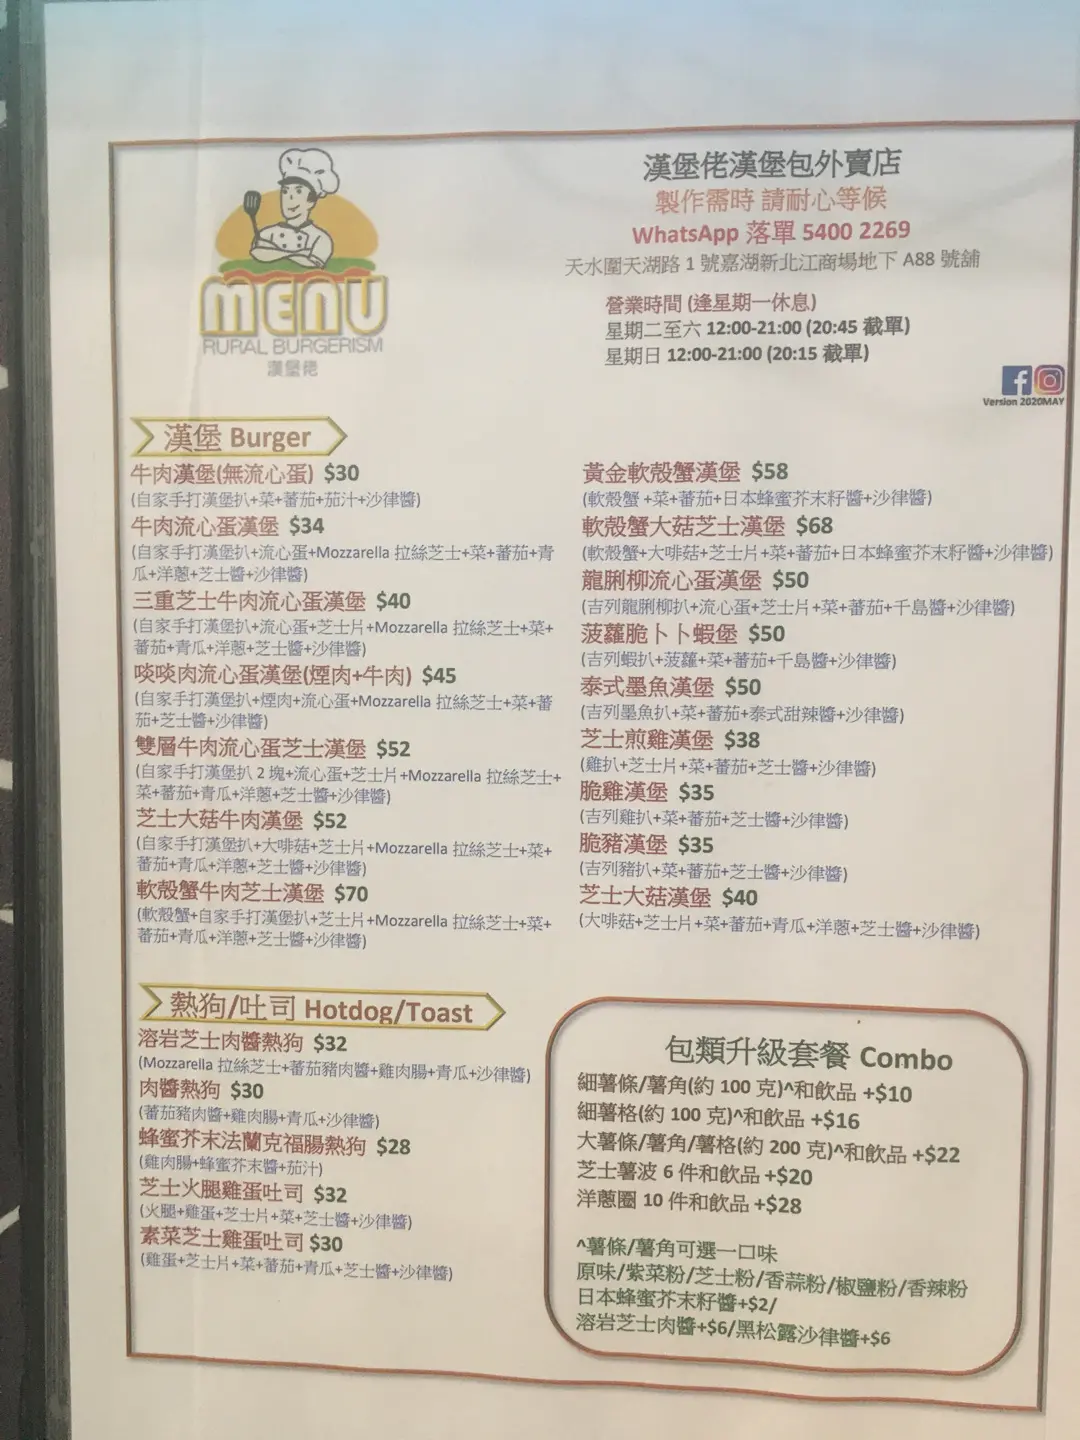 MENU
RURAL BURGERISM
漢堡佬
漢堡佬漢堡包外賣店
製作需時 請耐心等候
WhatsApp 落單 5400 2269
天水圍天湖路 1 號嘉湖新北江商場地下 A88 號舖
營業時間 (逢星期一休息)
星期二至六 12:00-21:00 (20:45 截單)
星期日 12:00-21:00 (20:15 截單)
Version 2020MAY
漢堡 Burger
牛肉漢堡(無流心蛋) $30
(自家手打漢堡扒+菜+蕃茄+茄汁+沙律醬)
牛肉流心蛋漢堡 $34
(自家手打漢堡扒+流心蛋+Mozzarella 拉絲芝士+菜+蕃茄+青
瓜+洋蔥+芝士醬+沙律醬)
三重芝士牛肉流心蛋漢堡 $40
(自家手打漢堡扒+流心蛋+芝士片+Mozzarella 拉絲芝士+菜+
蕃茄+青瓜+洋蔥+芝士醬+沙律醬)
啖啖肉流心蛋漢堡(煙肉+牛肉) $45
(自家手打漢堡扒+煙肉+流心蛋+Mozzarella 拉絲芝士+菜+蕃
茄+芝士醬+沙律醬)
雙層牛肉流心蛋芝士漢堡 $52
(自家手打漢堡扒 2 塊+流心蛋+芝士片+Mozzarella 拉絲芝士+
菜+蕃茄+青瓜+洋蔥+芝士醬+沙律醬)
芝士大菇牛肉漢堡 $52
(自家手打漢堡扒+大啡菇+芝士片+Mozzarella 拉絲芝士+菜+
蕃茄+青瓜+洋蔥+芝士醬+沙律醬)
軟殼蟹牛肉芝士漢堡 $70
(軟殼蟹+自家手打漢堡扒+芝士片+Mozzarella 拉絲芝士+菜+
蕃茄+青瓜+洋蔥+芝士醬+沙律醬)
黃金軟殼蟹漢堡 $58
(軟殼蟹 +菜+蕃茄+日本蜂蜜芥末籽醬+沙律醬)
軟殼蟹大菇芝士漢堡 $68
(軟殼蟹+大啡菇+芝士片+菜+蕃茄+日本蜂蜜芥末籽醬+沙律醬)
龍脷柳流心蛋漢堡 $50
(吉列龍脷柳扒+流心蛋+芝士片+菜+蕃茄+千島醬+沙律醬)
菠蘿脆卜卜蝦堡 $50
(吉列蝦扒+菠蘿+菜+蕃茄+千島醬+沙律醬)
泰式墨魚漢堡 $50
(吉列墨魚扒+菜+蕃茄+泰式甜辣醬+沙律醬)
芝士煎雞漢堡 $38
(雞扒+芝士片+菜+蕃茄+芝士醬+沙律醬)
脆雞漢堡 $35
(吉列雞扒+菜+蕃茄+芝士醬+沙律醬)
脆豬漢堡 $35
(吉列豬扒+菜+蕃茄+芝士醬+沙律醬)
芝士大菇漢堡 $40
(大啡菇+芝士片+菜+蕃茄+青瓜+洋蔥+芝士醬+沙律醬)
熱狗/吐司 Hotdog/Toast
溶岩芝士肉醬熱狗 $32
(Mozzarella 拉絲芝士+蕃茄豬肉醬+雞肉腸+青瓜+沙律醬)
肉醬熱狗 $30
(蕃茄豬肉醬+雞肉腸+青瓜+沙律醬)
蜂蜜芥末法蘭克福腸熱狗 $28
(雞肉腸+蜂蜜芥末醬+茄汁)
芝士火腿雞蛋吐司 $32
(火腿+雞蛋+芝士片+菜+芝士醬+沙律醬)
素菜芝士雞蛋吐司 $30
(雞蛋+芝士片+菜+蕃茄+青瓜+芝士醬+沙律醬)
包類升級套餐 Combo
細薯條/薯角(約 100 克)^和飲品 +$10
細薯格(約 100 克)^和飲品 +$16
大薯條/薯角/薯格(約 200 克)^和飲品 +$22
芝士薯波 6 件和飲品 +$20
洋蔥圈 10 件和飲品 +$28
^薯條/薯角可選一口味
原味/紫菜粉/芝士粉/香蒜粉/椒鹽粉/香辣粉
日本蜂蜜芥末籽醬+$2/
溶岩芝士肉醬+$6/黑松露沙律醬+$6